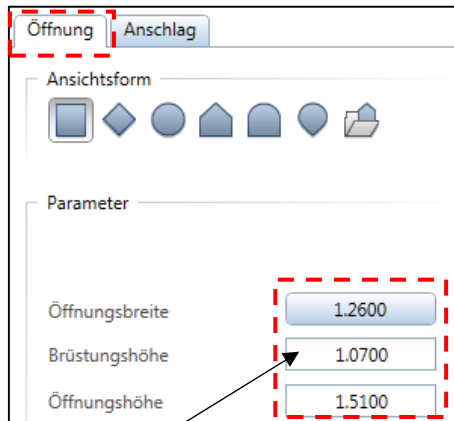 Öffnung Anschlag
Ansichtsform
Parameter
Öffnungsbreite 1.2600
Brüstungshöhe 1.0700
Öffnungshöhe 1.5100